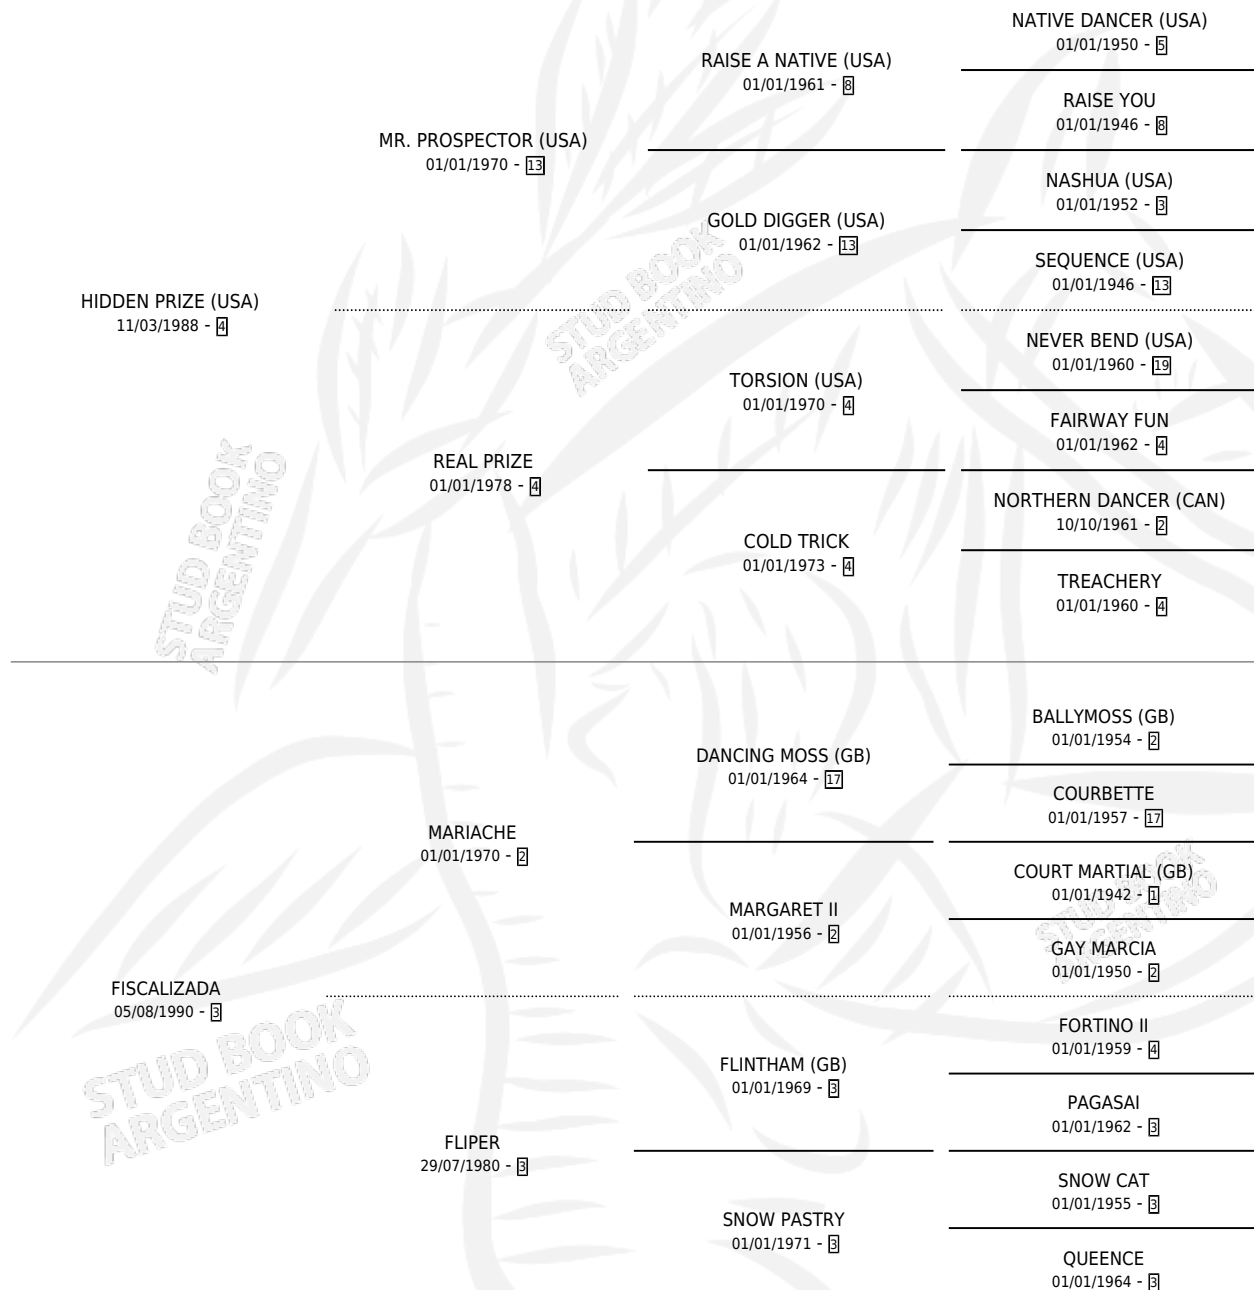 NATIVE DANCER (USA)
01/01/1950 - 5
RAISE A NATIVE (USA)
01/01/1961 - 8
RAISE YOU
01/01/1946 - 8
MR. PROSPECTOR (USA)
01/01/1970 - 13
NASHUA (USA)
01/01/1952 - 3
GOLD DIGGER (USA)
01/01/1962 - 13
SEQUENCE (USA)
01/01/1946 - 13
HIDDEN PRIZE (USA)
11/03/1988 - 4
STUD BOOK
ARGENTINO
NEVER BEND (USA)
01/01/1960 - 19
TORSION (USA)
01/01/1970 - 4
FAIRWAY FUN
01/01/1962 - 4
REAL PRIZE
01/01/1978 - 4
NORTHERN DANCER (CAN)
10/10/1961 - 2
COLD TRICK
01/01/1973 - 4
TREACHERY
01/01/1960 - 4
STUD BOOK
ARGENTINO
BALLYMOSS (GB)
01/01/1954 - 2
DANCING MOSS (GB)
01/01/1964 - 17
COURBETTE
01/01/1957 - 17
MARIACHE
01/01/1970 - 2
COURT MARTIAL (GB)
01/01/1942 - 1
MARGARET II
01/01/1956 - 2
GAY MARCIA
01/01/1950 - 2
STUD BOOK
ARGENTINO
FISCALIZADA
05/08/1990 - 3
FORTINO II
01/01/1959 - 4
FLINTHAM (GB)
01/01/1969 - 3
PAGASAI
01/01/1962 - 3
STUD BOOK
ARGENTINO
FLIPER
29/07/1980 - 3
SNOW CAT
01/01/1955 - 3
SNOW PASTRY
01/01/1971 - 3
QUEENCE
01/01/1964 - 3